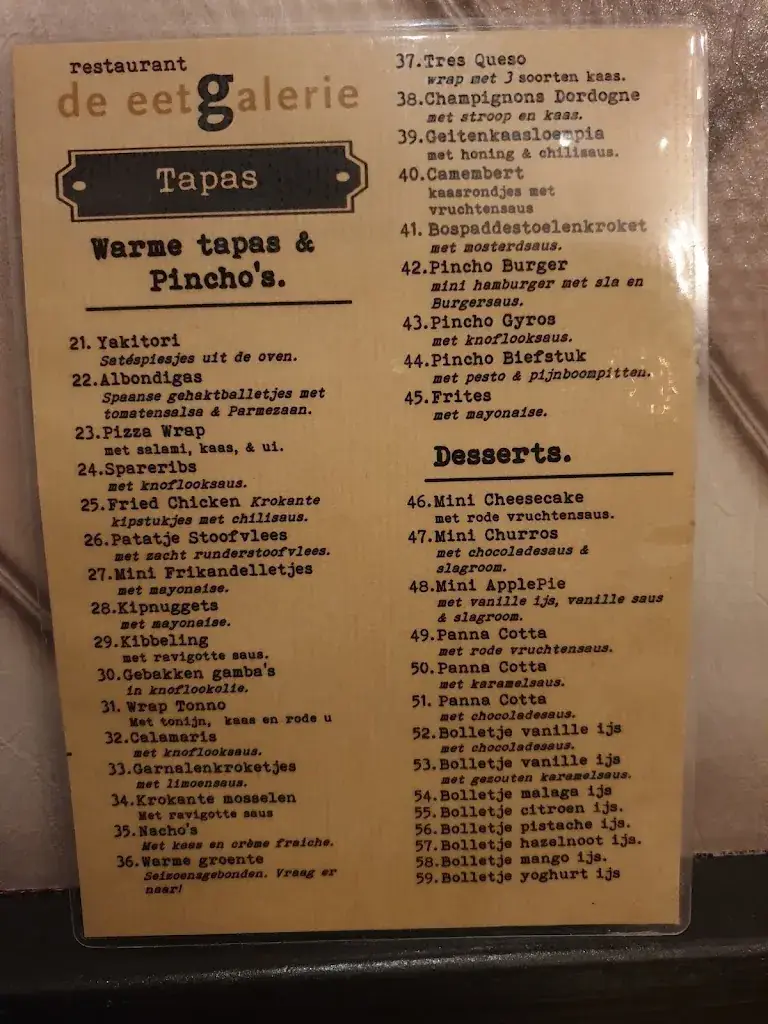 restaurant
de eetgalerie
Tapas
Warme tapas &
Pincho's.
21. Yakitori
Satéspiesjes uit de oven.
22.Albondigas
Spaanse gehaktballetjes met
tomatensalsa & Parmezaan.
23.Pizza Wrap
met salami, kaas, & ui.
24.Spareribs
met knoflooksaus.
25.Fried Chicken Krokante
kipstukjes met chilisaus.
26.Patatje Stoofvlees
met zacht runderstoofvlees.
27.Mini Frikandelletjes
met mayonaise.
28.Kipnuggets
met mayonaise.
29.Kibbeling
met ravigotte saus.
30.Gebakken gamba's
in knoflookolie.
31. Wrap Tonno
Met tonijn, kaas en rode u
32.Calamaris
met knoflooksaus.
33.Garnalenkroketjes
met limoensaus.
34.Krokante mosselen
Met ravigotte saus
35.Nacho's
Met kaas en crème fraiche.
36.Warme groente
Seizoensgebonden. Vraag er
naar!
37.Tres Queso
wrap met 3 soorten kaas.
38.Champignons Dordogne
met stroop en kaas.
39.Geitenkaasloempia
met honing & chilisaus.
40.Camembert
kaasrondjes met
vruchtensaus
41. Bospaddestoelenkroket
met mosterdsaus.
42.Pincho Burger
mini hamburger met sla en
Burgersaus.
43.Pincho Gyros
met knoflooksaus.
44.Pincho Biefstuk
met pesto & pijnboompitten.
45.Frites
met mayonaise.
Desserts.
46.Mini Cheesecake
met rode vruchtensaus.
47.Mini Churros
met chocoladesaus &
slagroom.
48.Mini ApplePie
met vanille ijs, vanille saus
& slagroom.
49.Panna Cotta
met rode vruchtensaus.
50.Panna Cotta
met karamelsaus.
51. Panna Cotta
met chocoladesaus.
52.Bolletje vanille ijs
met chocoladesaus.
53.Bolletje vanille ijs
met gezouten karamelsaus.
54.Bolletje malaga ijs
55.Bolletje citroen ijs.
56.Bolletje pistache ijs.
57.Bolletje hazelnoot ijs.
58.Bolletje mango ijs.
59.Bolletje yoghurt ijs